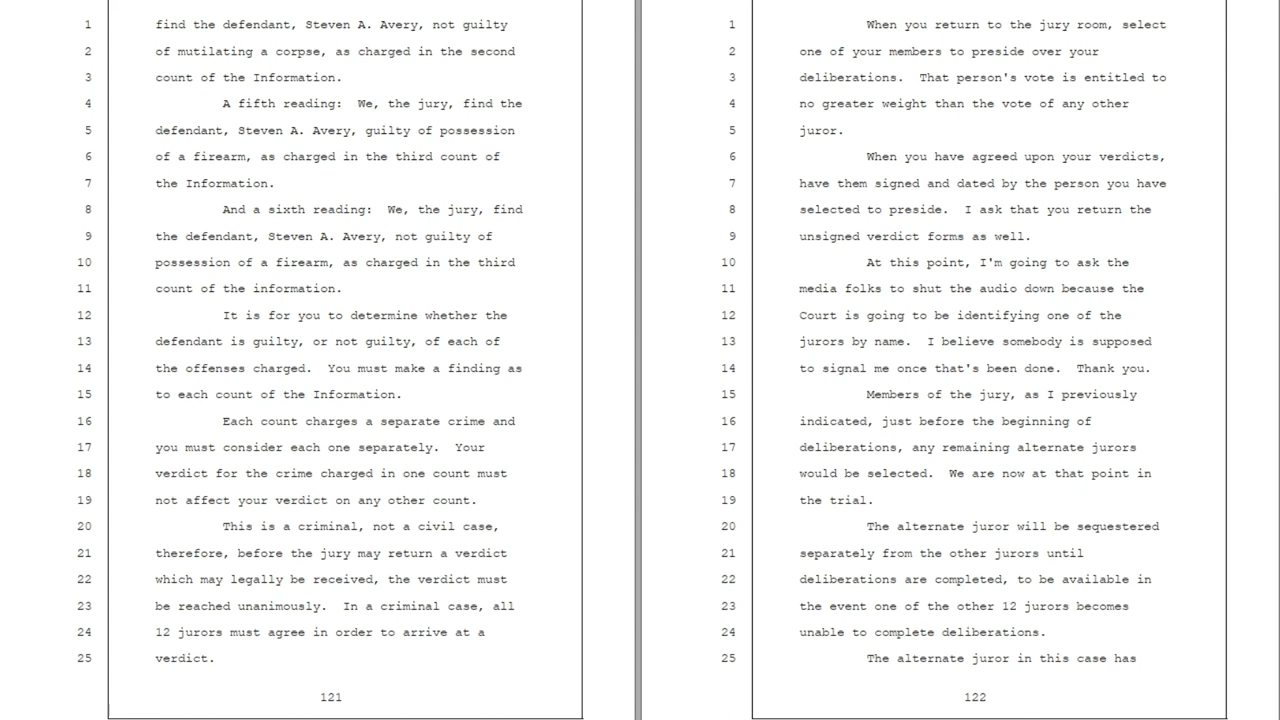 1 find the defendant, Steven A. Avery, not guilty
2 of mutilating a corpse, as charged in the second
3 count of the Information.
4 A fifth reading:  We, the jury, find the
5 defendant, Steven A. Avery, guilty of possession
6 of a firearm, as charged in the third count of
7 the Information.
8 And a sixth reading:  We, the jury, find
9 the defendant, Steven A. Avery, not guilty of
10 possession of a firearm, as charged in the third
11 count of the information.
12 It is for you to determine whether the
13 defendant is guilty, or not guilty, of each of
14 the offenses charged.  You must make a finding as
15 to each count of the Information.
16 Each count charges a separate crime and
17 you must consider each one separately.  Your
18 verdict for the crime charged in one count must
19 not affect your verdict on any other count.
20 This is a criminal, not a civil case,
21 therefore, before the jury may return a verdict
22 which may legally be received, the verdict must
23 be reached unanimously.  In a criminal case, all
24 12 jurors must agree in order to arrive at a
25 verdict.
121
1 When you return to the jury room, select
2 one of your members to preside over your
3 deliberations.  That person's vote is entitled to
4 no greater weight than the vote of any other
5 juror.
6 When you have agreed upon your verdicts,
7 have them signed and dated by the person you have
8 selected to preside.  I ask that you return the
9 unsigned verdict forms as well.
10 At this point, I'm going to ask the
11 media folks to shut the audio down because the
12 Court is going to be identifying one of the
13 jurors by name.  I believe somebody is supposed
14 to signal me once that's been done.  Thank you.
15 Members of the jury, as I previously
16 indicated, just before the beginning of
17 deliberations, any remaining alternate jurors
18 would be selected.  We are now at that point in
19 the trial.
20 The alternate juror will be sequestered
21 separately from the other jurors until
22 deliberations are completed, to be available in
23 the event one of the other 12 jurors becomes
24 unable to complete deliberations.
25 The alternate juror in this case has
122